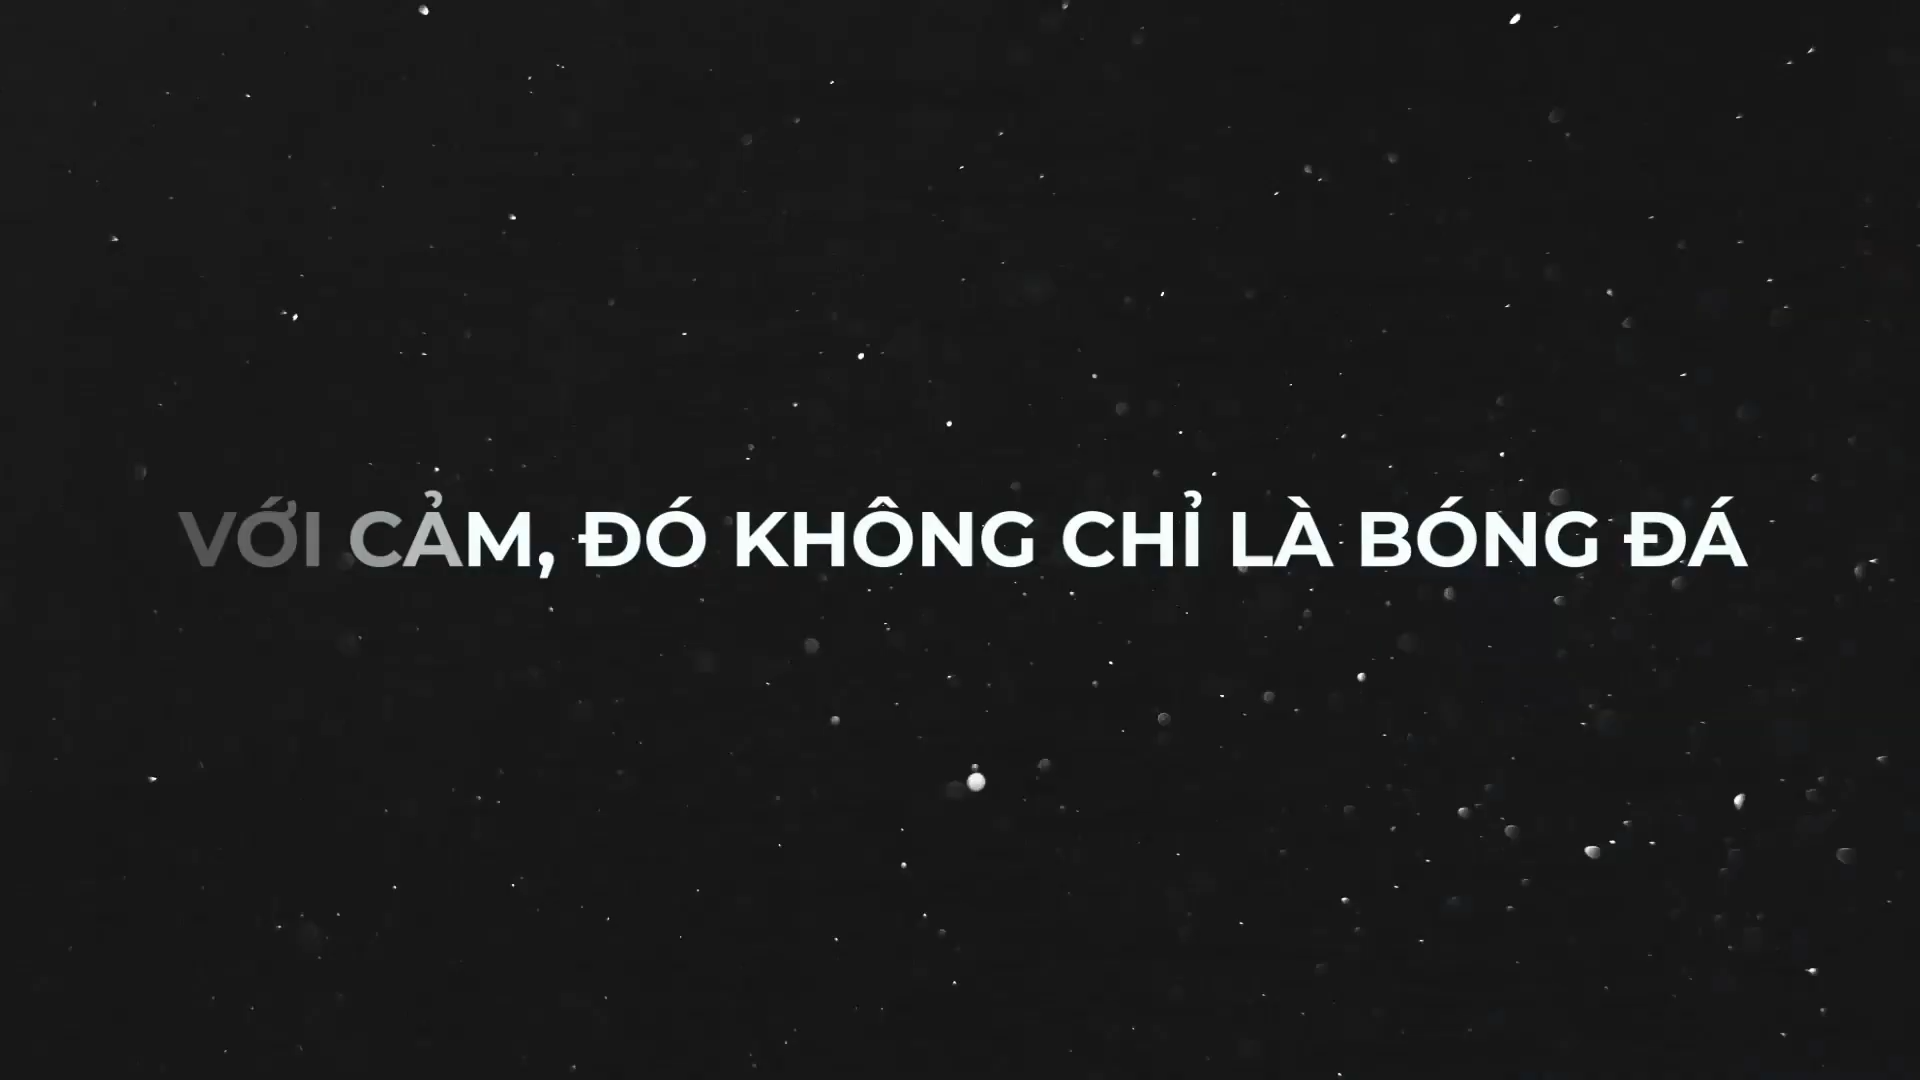 VỚI CẢM, ĐÓ KHÔNG CHỈ LÀ BÓNG ĐÁ